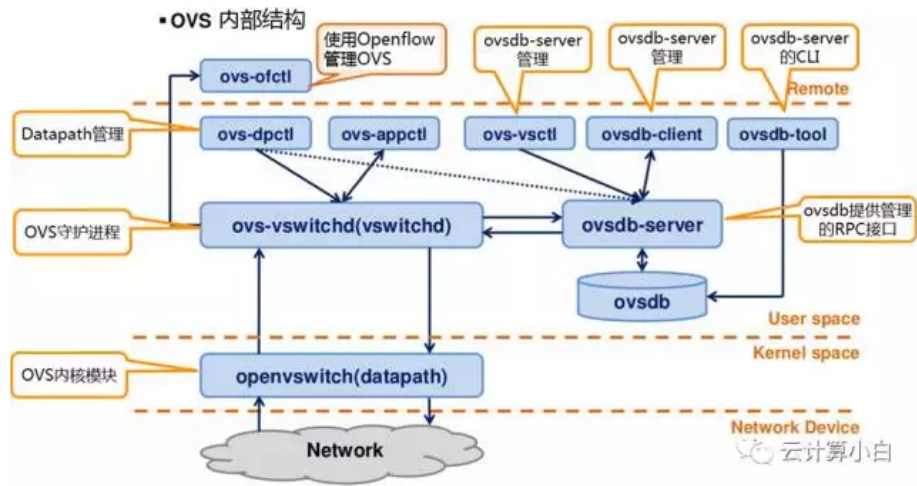 ▪OVS 内部结构
使用Openflow
管理OVS
ovsdb-server
管理
ovsdb-server
管理
ovsdb-server
的CLI
ovs-ofctl
Remote
Datapath管理
ovs-dpctl
ovs-appctl
ovs-vsctl
ovsdb-client
ovsdb-tool
OVS守护进程
ovs-vswitchd(vswitchd)
ovsdb-server
ovsdb提供管理
的RPC接口
ovsdb
User space
Kernel space
OVS内核模块
openvswitch(datapath)
Network Device
Network
云计算小白